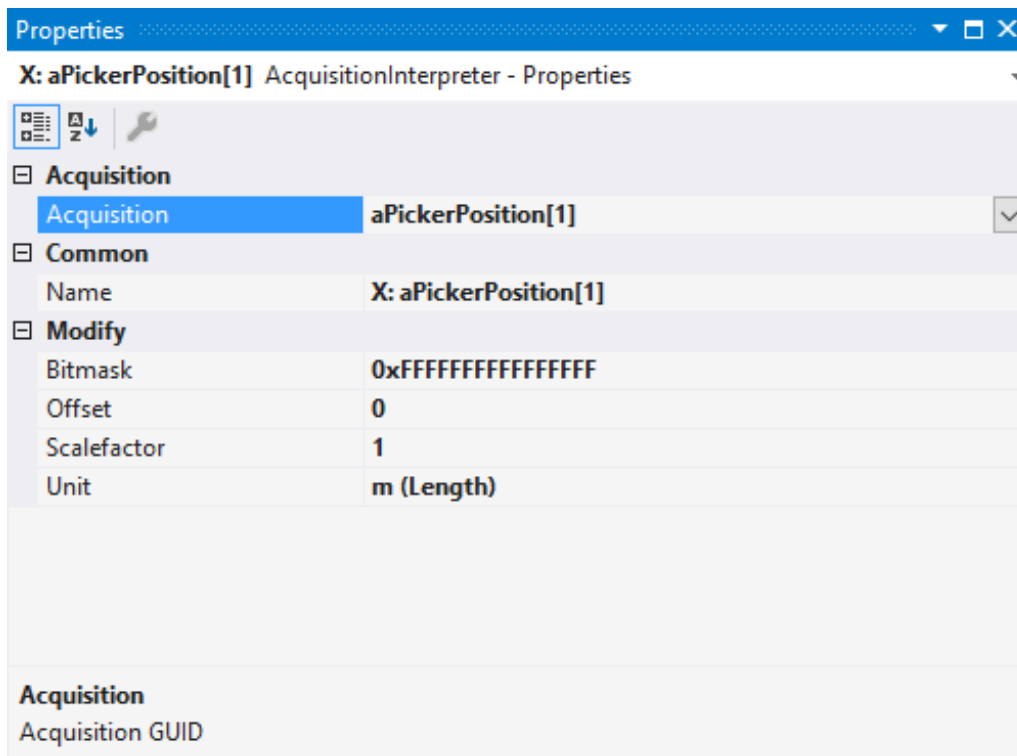 Properties
X: aPickerPosition[1] AcquisitionInterpreter - Properties
Acquisition
Acquisition aPickerPosition[1]
Common
Name X: aPickerPosition[1]
Modify
Bitmask 0xFFFFFFFFFFFFFFFF
Offset 0
Scalefactor 1
Unit m (Length)
Acquisition
Acquisition GUID